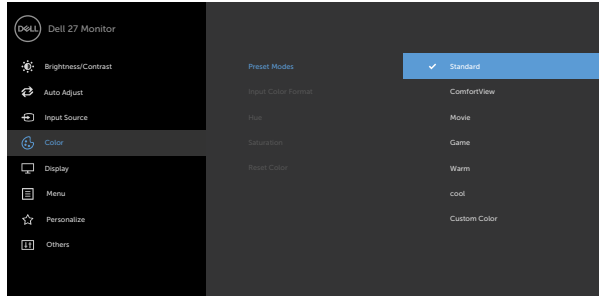 DELL Dell 27 Monitor
Brightness/Contrast
Auto Adjust
Input Source
Color
Display
Menu
Personalize
Others
Preset Modes
Input Color Format
Hue
Saturation
Reset Color
Standard
ComfortView
Movie
Game
Warm
cool
Custom Color